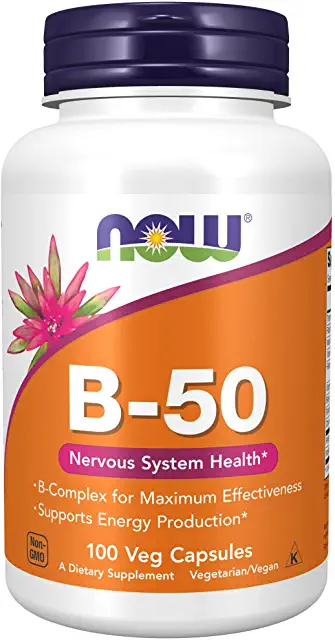 NOW®
B-50
Nervous System Health*
•B-Complex for Maximum Effectiveness
•Supports Energy Production*
Non-
GMO
100 Veg Capsules
K
A Dietary Supplement Vegetarian/Vegan